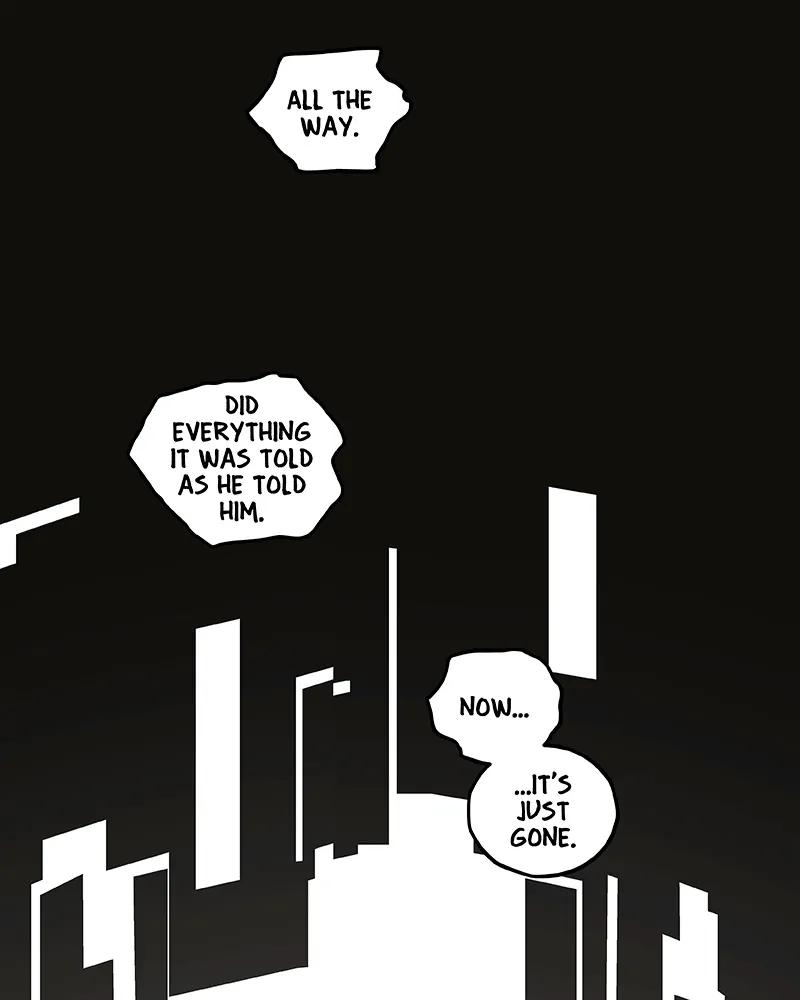 ALL THE
WAY.
DID
EVERYTHING
IT WAS TOLD
AS HE TOLD
HIM.
NOW...
...IT'S
JUST
GONE.